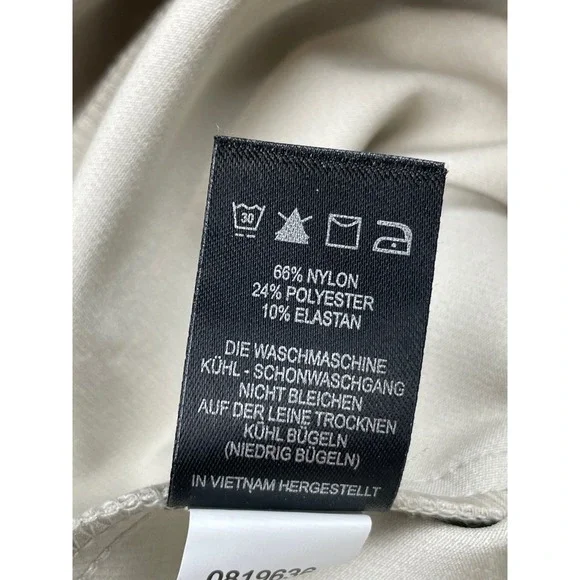 30
66% NYLON
24% POLYESTER
10% ELASTAN
DIE WASCHMASCHINE
KÜHL - SCHONWASCHGANG
NICHT BLEICHEN
AUF DER LEINE TROCKNEN
KÜHL BÜGELN
(NIEDRIG BÜGELN)
IN VIETNAM HERGESTELLT